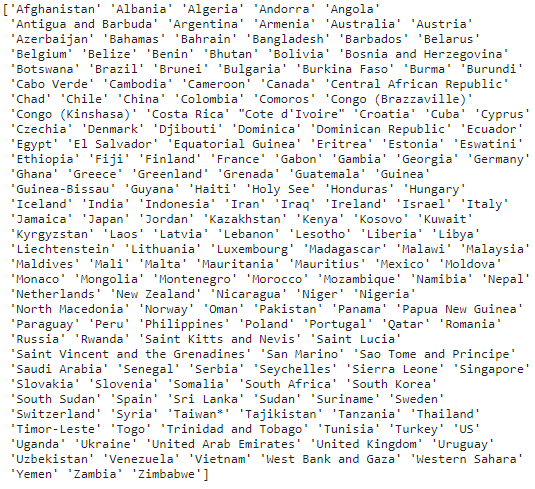 ['Afghanistan' 'Albania' 'Algeria' 'Andorra' 'Angola'
'Antigua and Barbuda' 'Argentina' 'Armenia' 'Australia' 'Austria'
'Azerbaijan' 'Bahamas' 'Bahrain' 'Bangladesh' 'Barbados' 'Belarus'
'Belgium' 'Belize' 'Benin' 'Bhutan' 'Bolivia' 'Bosnia and Herzegovina'
'Botswana' 'Brazil' 'Brunei' 'Bulgaria' 'Burkina Faso' 'Burma' 'Burundi'
'Cabo Verde' 'Cambodia' 'Cameroon' 'Canada' 'Central African Republic'
'Chad' 'Chile' 'China' 'Colombia' 'Comoros' 'Congo (Brazzaville)'
'Congo (Kinshasa)' 'Costa Rica' "Cote d'Ivoire" 'Croatia' 'Cuba' 'Cyprus'
'Czechia' 'Denmark' 'Djibouti' 'Dominica' 'Dominican Republic' 'Ecuador'
'Egypt' 'El Salvador' 'Equatorial Guinea' 'Eritrea' 'Estonia' 'Eswatini'
'Ethiopia' 'Fiji' 'Finland' 'France' 'Gabon' 'Gambia' 'Georgia' 'Germany'
'Ghana' 'Greece' 'Greenland' 'Grenada' 'Guatemala' 'Guinea'
'Guinea-Bissau' 'Guyana' 'Haiti' 'Holy See' 'Honduras' 'Hungary'
'Iceland' 'India' 'Indonesia' 'Iran' 'Iraq' 'Ireland' 'Israel' 'Italy'
'Jamaica' 'Japan' 'Jordan' 'Kazakhstan' 'Kenya' 'Kosovo' 'Kuwait'
'Kyrgyzstan' 'Laos' 'Latvia' 'Lebanon' 'Lesotho' 'Liberia' 'Libya'
'Liechtenstein' 'Lithuania' 'Luxembourg' 'Madagascar' 'Malawi' 'Malaysia'
'Maldives' 'Mali' 'Malta' 'Mauritania' 'Mauritius' 'Mexico' 'Moldova'
'Monaco' 'Mongolia' 'Montenegro' 'Morocco' 'Mozambique' 'Namibia' 'Nepal'
'Netherlands' 'New Zealand' 'Nicaragua' 'Niger' 'Nigeria'
'North Macedonia' 'Norway' 'Oman' 'Pakistan' 'Panama' 'Papua New Guinea'
'Paraguay' 'Peru' 'Philippines' 'Poland' 'Portugal' 'Qatar' 'Romania'
'Russia' 'Rwanda' 'Saint Kitts and Nevis' 'Saint Lucia'
'Saint Vincent and the Grenadines' 'San Marino' 'Sao Tome and Principe'
'Saudi Arabia' 'Senegal' 'Serbia' 'Seychelles' 'Sierra Leone' 'Singapore'
'Slovakia' 'Slovenia' 'Somalia' 'South Africa' 'South Korea'
'South Sudan' 'Spain' 'Sri Lanka' 'Sudan' 'Suriname' 'Sweden'
'Switzerland' 'Syria' 'Taiwan*' 'Tajikistan' 'Tanzania' 'Thailand'
'Timor-Leste' 'Togo' 'Trinidad and Tobago' 'Tunisia' 'Turkey' 'US'
'Uganda' 'Ukraine' 'United Arab Emirates' 'United Kingdom' 'Uruguay'
'Uzbekistan' 'Venezuela' 'Vietnam' 'West Bank and Gaza' 'Western Sahara'
'Yemen' 'Zambia' 'Zimbabwe']